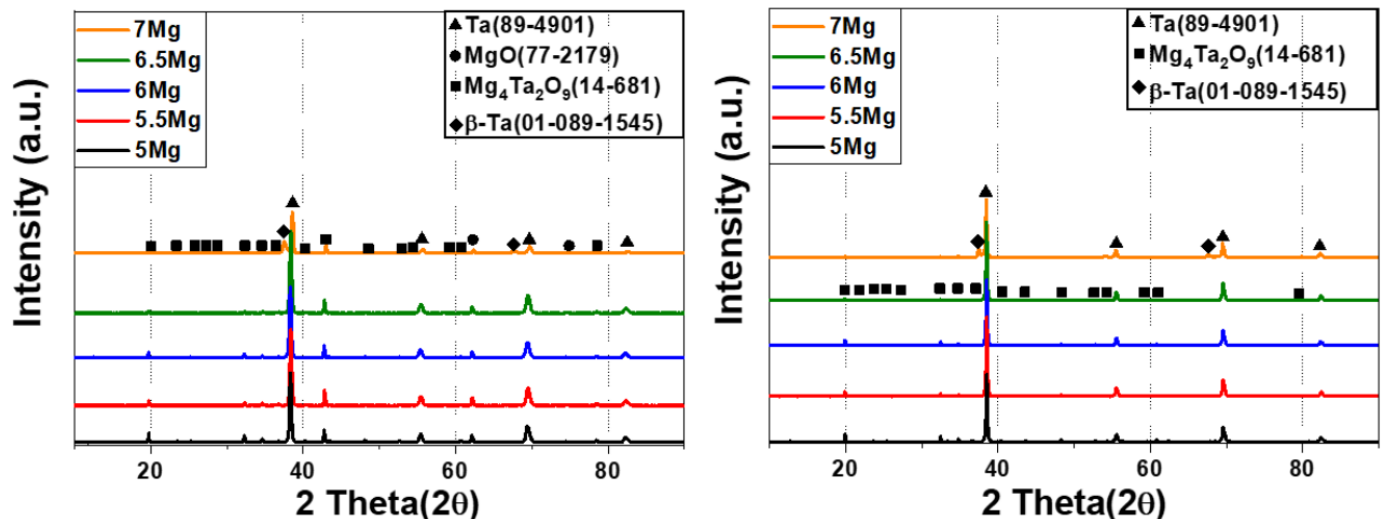 7Mg
6.5Mg
6Mg
5.5Mg
5Mg
Ta(89-4901)
MgO(77-2179)
Mg₄Ta₂O₉(14-681)
β-Ta(01-089-1545)
Intensity (a.u.)
20
40
60
80
2 Theta(2θ)
7Mg
6.5Mg
6Mg
5.5Mg
5Mg
Ta(89-4901)
Mg₄Ta₂O₉(14-681)
β-Ta(01-089-1545)
Intensity (a.u.)
20
40
60
80
2 Theta(2θ)